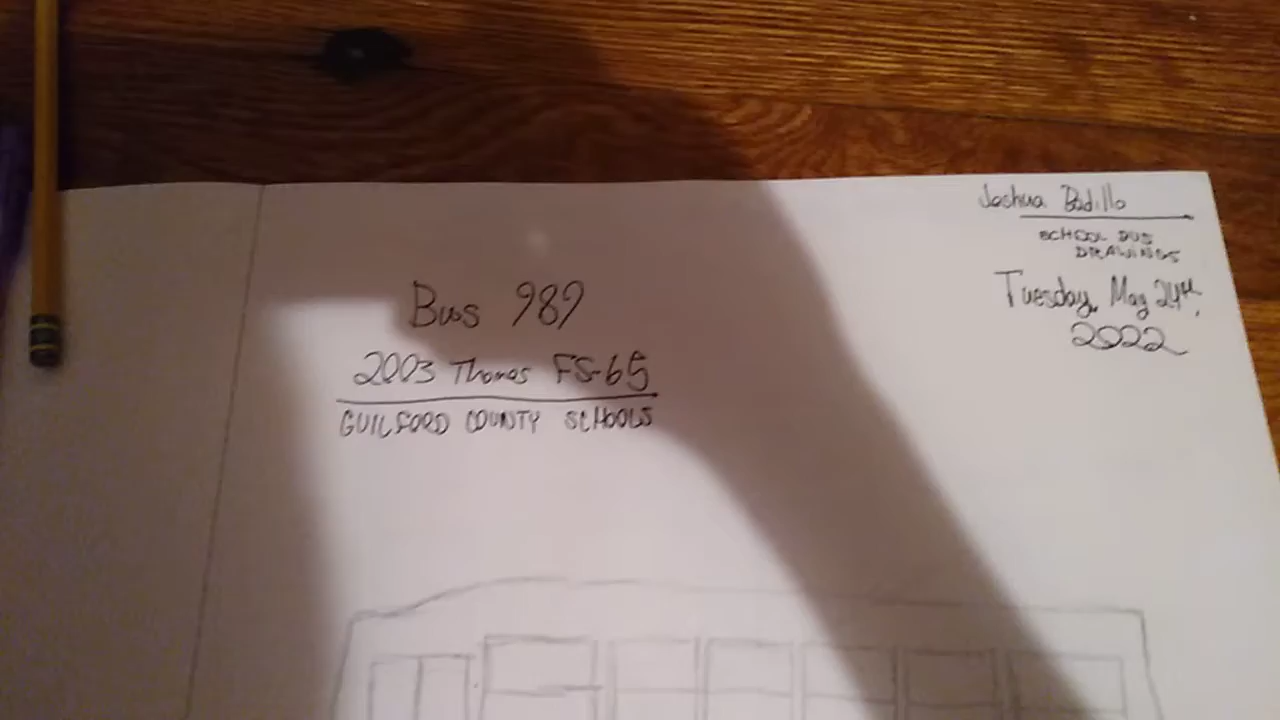 Joshua Badillo
SCHOOL BUS
DRAWINGS
Tuesday, May 24th,
2022
Bus 989
2003 Thomas FS-65
GUILFORD COUNTY SCHOOLS